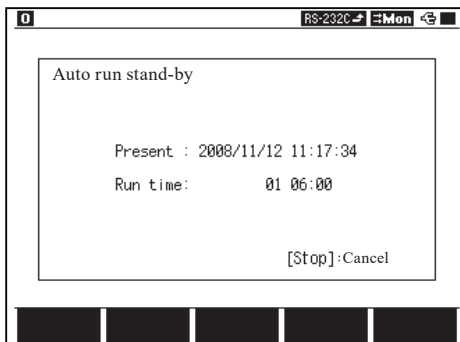 0 RS-232C Mon
Auto run stand-by
Present : 2008/11/12 11:17:34
Run time: 01 06:00
[Stop]:Cancel